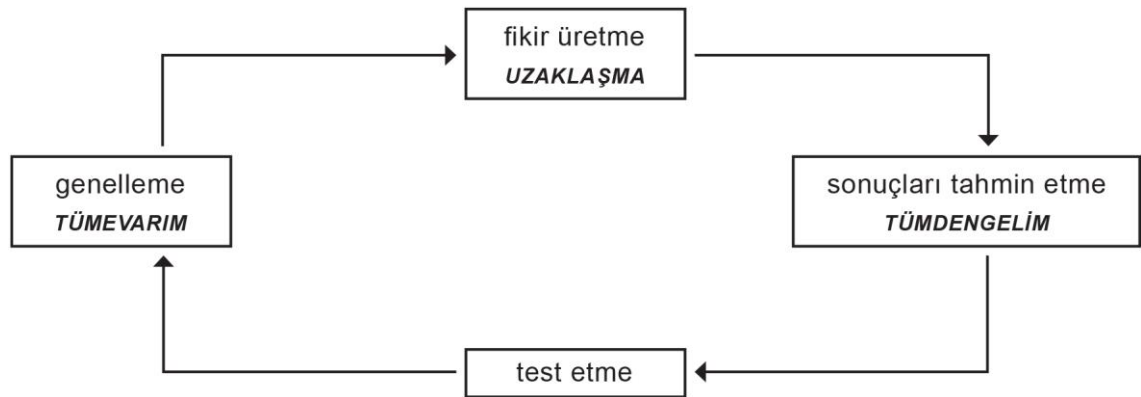 fikir üretme
UZAKLAŞMA
genelleme
TÜMEVARIM
sonuçları tahmin etme
TÜMDENGELİM
test etme